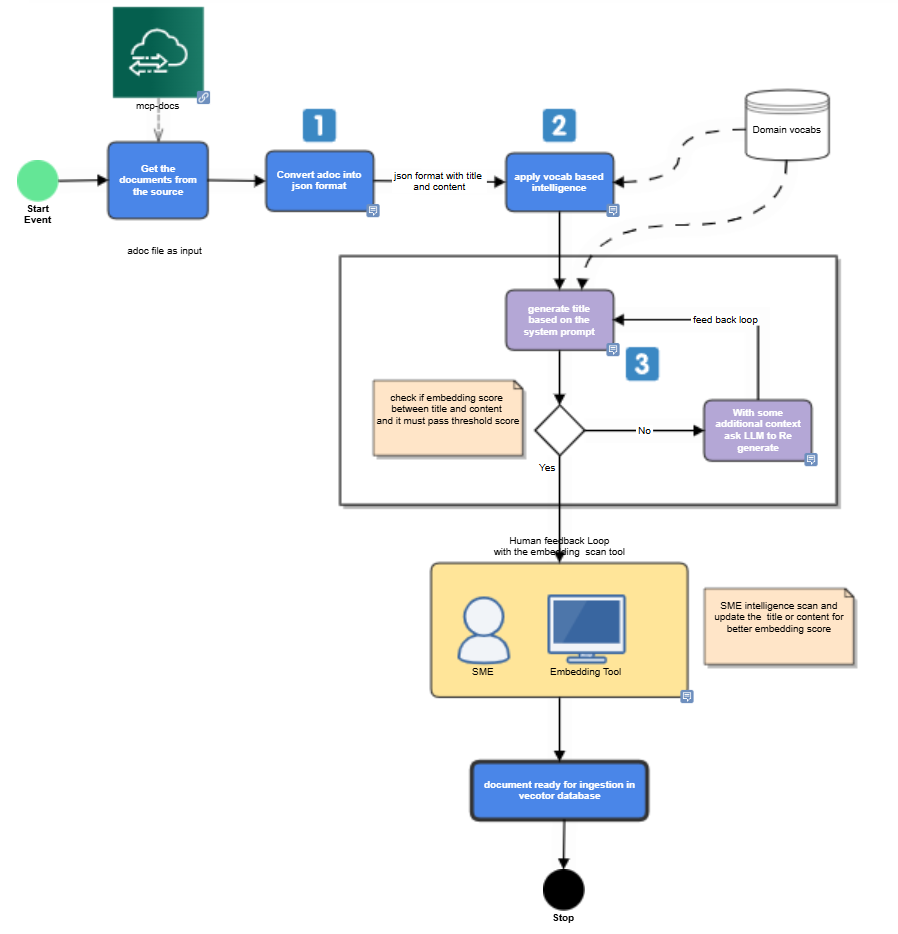 mcp-docs
1
2
Domain vocabs
Get the
documents from
the source
Convert adoc into
json format
json format with title
and content
apply vocab based
intelligence
Start
Event
adoc file as input
generate title
based on the
system prompt
feed back loop
3
check if embedding score
between title and content
and it must pass threshold score
No
With some
additional context
ask LLM to Re
generate
Yes
Human feedback Loop
with the embedding scan tool
SME
Embedding Tool
SME intelligence scan and
update the title or content for
better embedding score
document ready for ingestion in
vecotor database
Stop